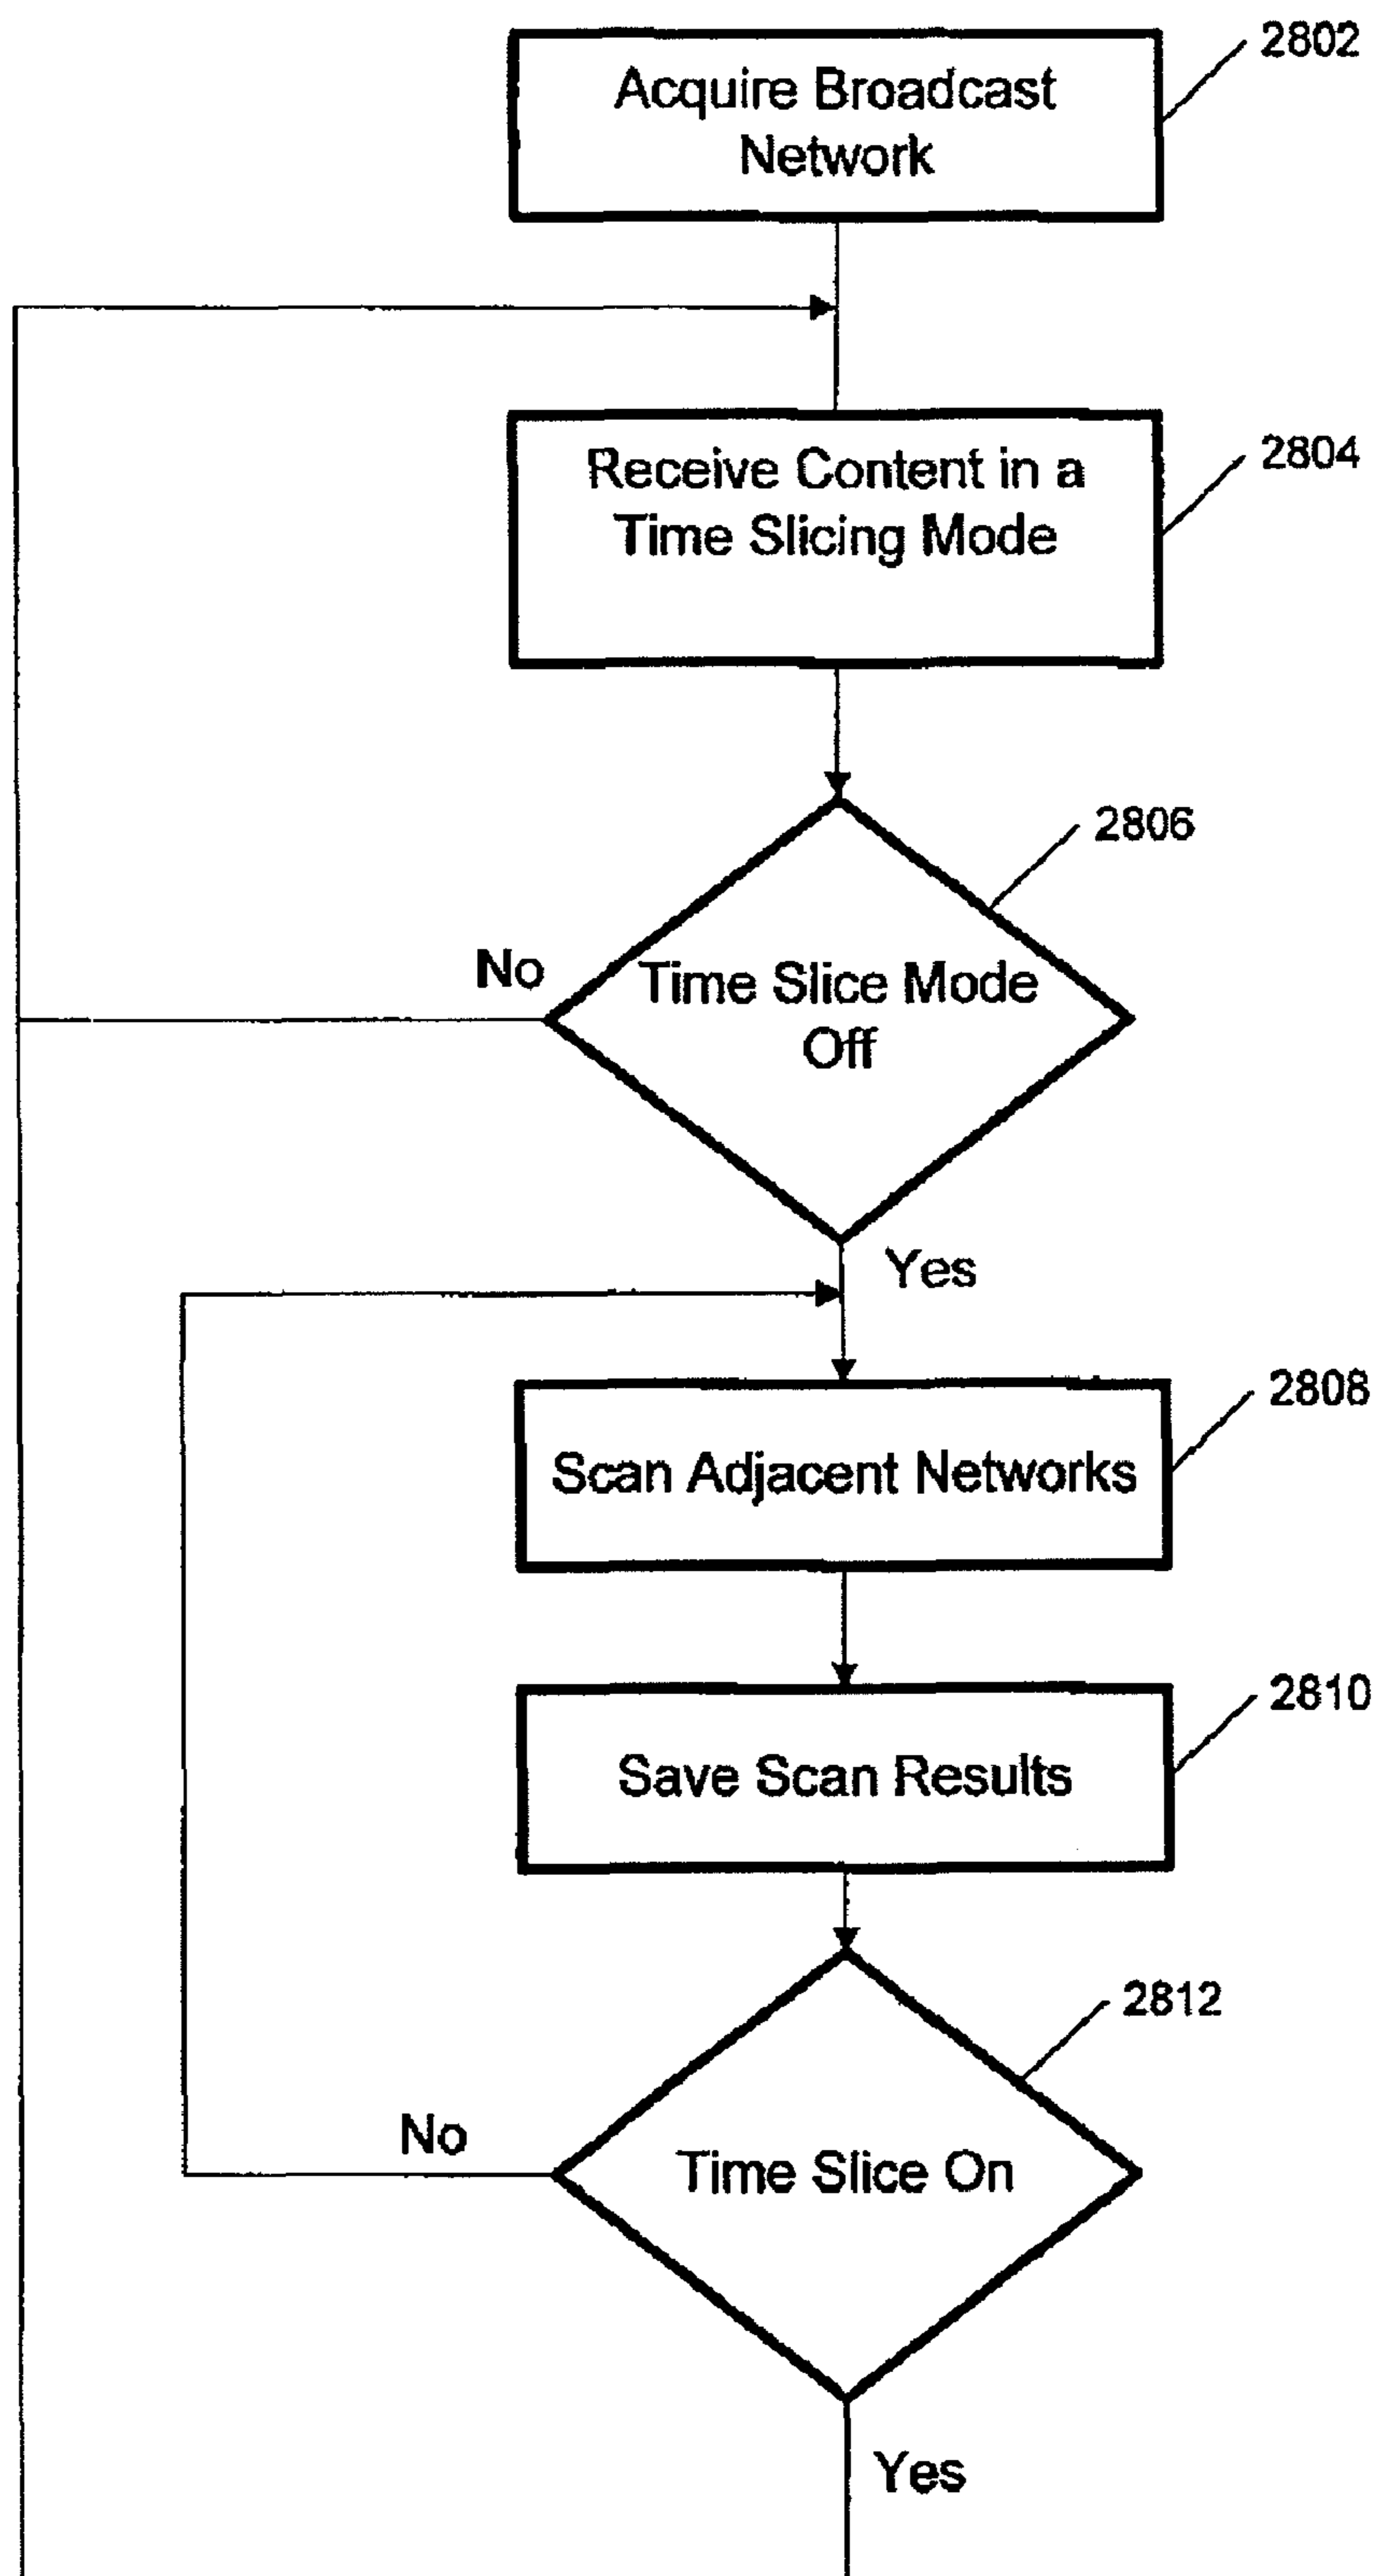 2802
Acquire Broadcast
Network
2804
Receive Content in a
Time Slicing Mode
2806
No
Time Slice Mode
Off
Yes
2808
Scan Adjacent Networks
2810
Save Scan Results
2812
No
Time Slice On
Yes